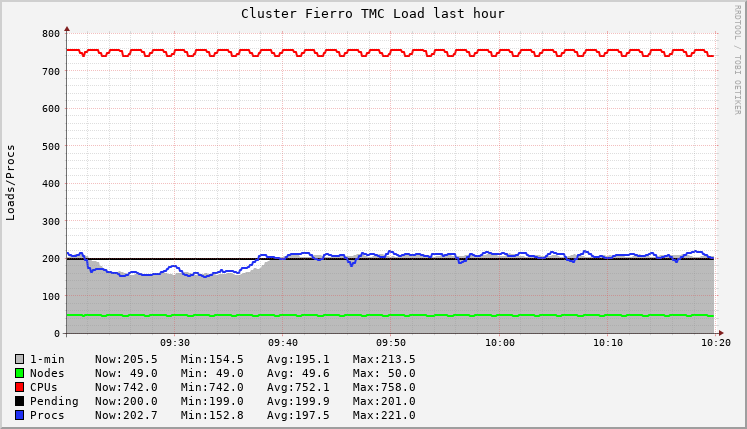 Cluster Fierro TMC Load last hour
RRDTOOL / TOBI OETIKER
Loads/Procs
800
700
600
500
400
300
200
100
0
09:30 09:40 09:50 10:00 10:10 10:20
1-min Now:205.5 Min:154.5 Avg:195.1 Max:213.5
Nodes Now: 49.0 Min: 49.0 Avg: 49.6 Max: 50.0
CPUs Now:742.0 Min:742.0 Avg:752.1 Max:758.0
Pending Now:200.0 Min:199.0 Avg:199.9 Max:201.0
Procs Now:202.7 Min:152.8 Avg:197.5 Max:221.0